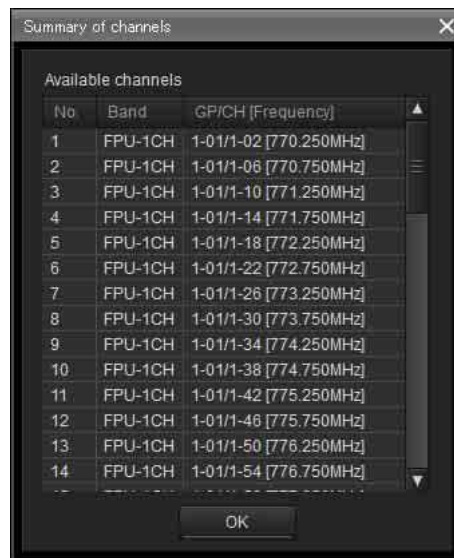 Summary of channels
Available channels
No Band GP/CH [Frequency]
1 FPU-1CH 1-01/1-02 [770.250MHz]
2 FPU-1CH 1-01/1-06 [770.750MHz]
3 FPU-1CH 1-01/1-10 [771.250MHz]
4 FPU-1CH 1-01/1-14 [771.750MHz]
5 FPU-1CH 1-01/1-18 [772.250MHz]
6 FPU-1CH 1-01/1-22 [772.750MHz]
7 FPU-1CH 1-01/1-26 [773.250MHz]
8 FPU-1CH 1-01/1-30 [773.750MHz]
9 FPU-1CH 1-01/1-34 [774.250MHz]
10 FPU-1CH 1-01/1-38 [774.750MHz]
11 FPU-1CH 1-01/1-42 [775.250MHz]
12 FPU-1CH 1-01/1-46 [775.750MHz]
13 FPU-1CH 1-01/1-50 [776.250MHz]
14 FPU-1CH 1-01/1-54 [776.750MHz]
OK